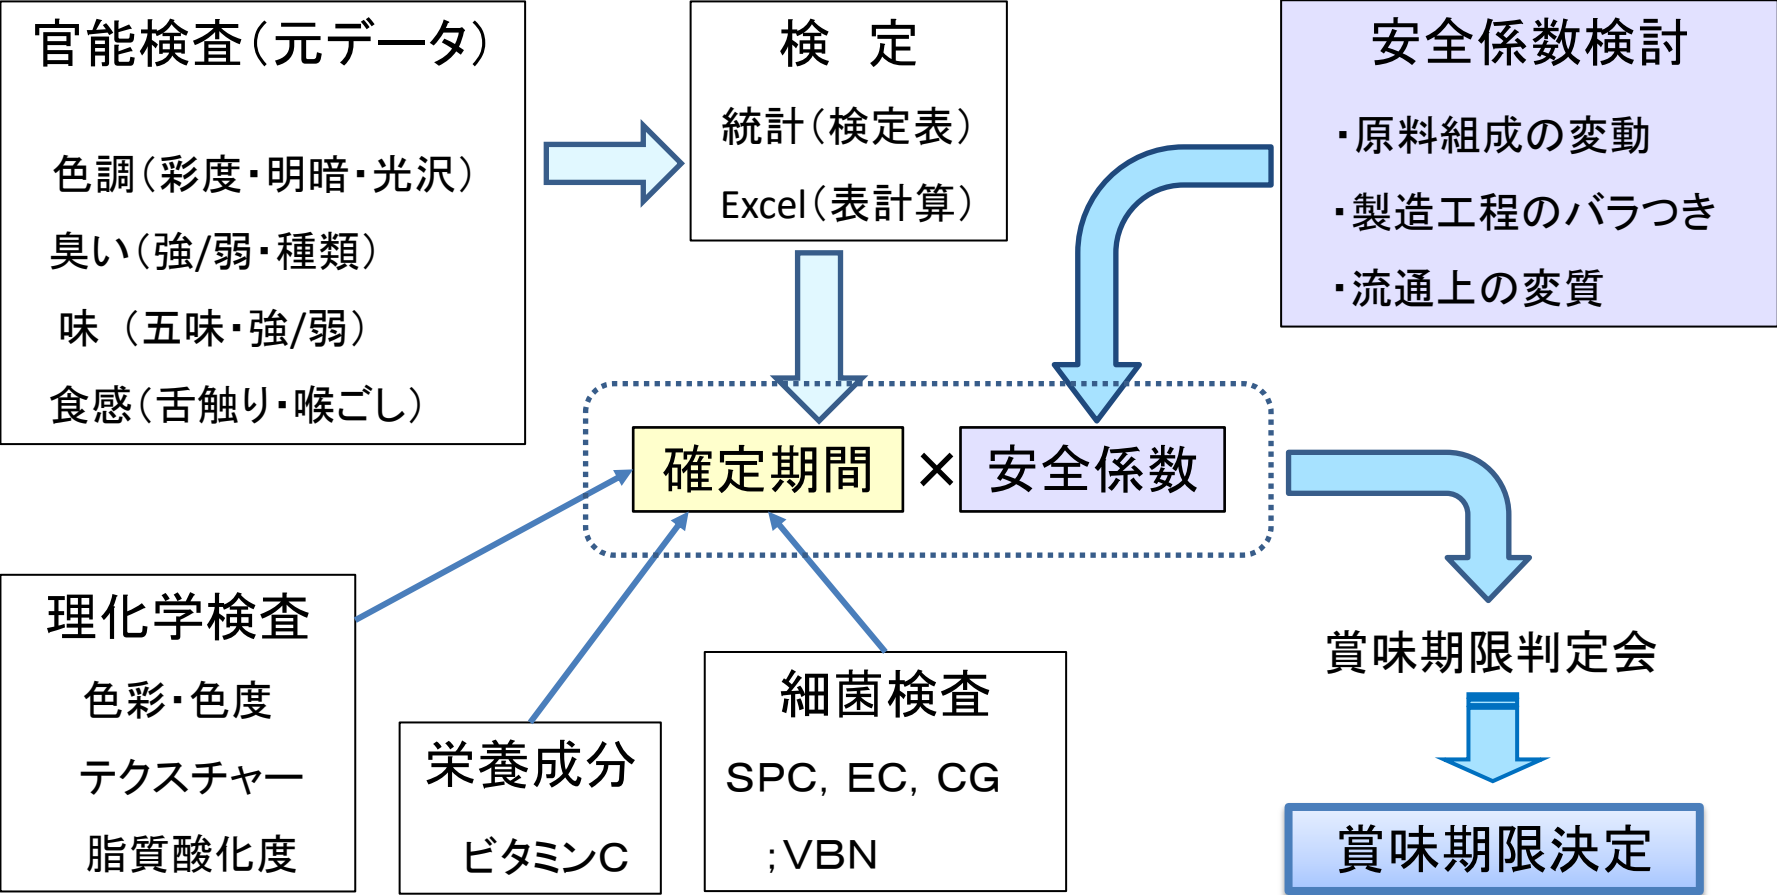 官能検査（元データ）
色調（彩度・明暗・光沢）
臭い（強/弱・種類）
味 （五味・強/弱）
食感（舌触り・喉ごし）
検　定
統計（検定表）
Excel（表計算）
安全係数検討
・原料組成の変動
・製造工程のバラつき
・流通上の変質
確定期間 × 安全係数
理化学検査
色彩・色度
テクスチャー
脂質酸化度
栄養成分
ビタミンC
細菌検査
SPC, EC, CG
；VBN
賞味期限判定会
賞味期限決定